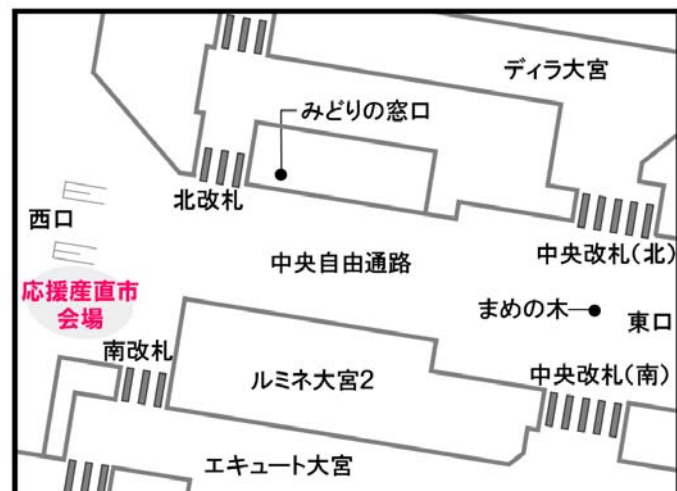 ディラ大宮
みどりの窓口
北改札
西口
中央改札(北)
中央自由通路
応援産直市
会場
まめの木
東口
南改札
ルミネ大宮2
中央改札(南)
エキュート大宮